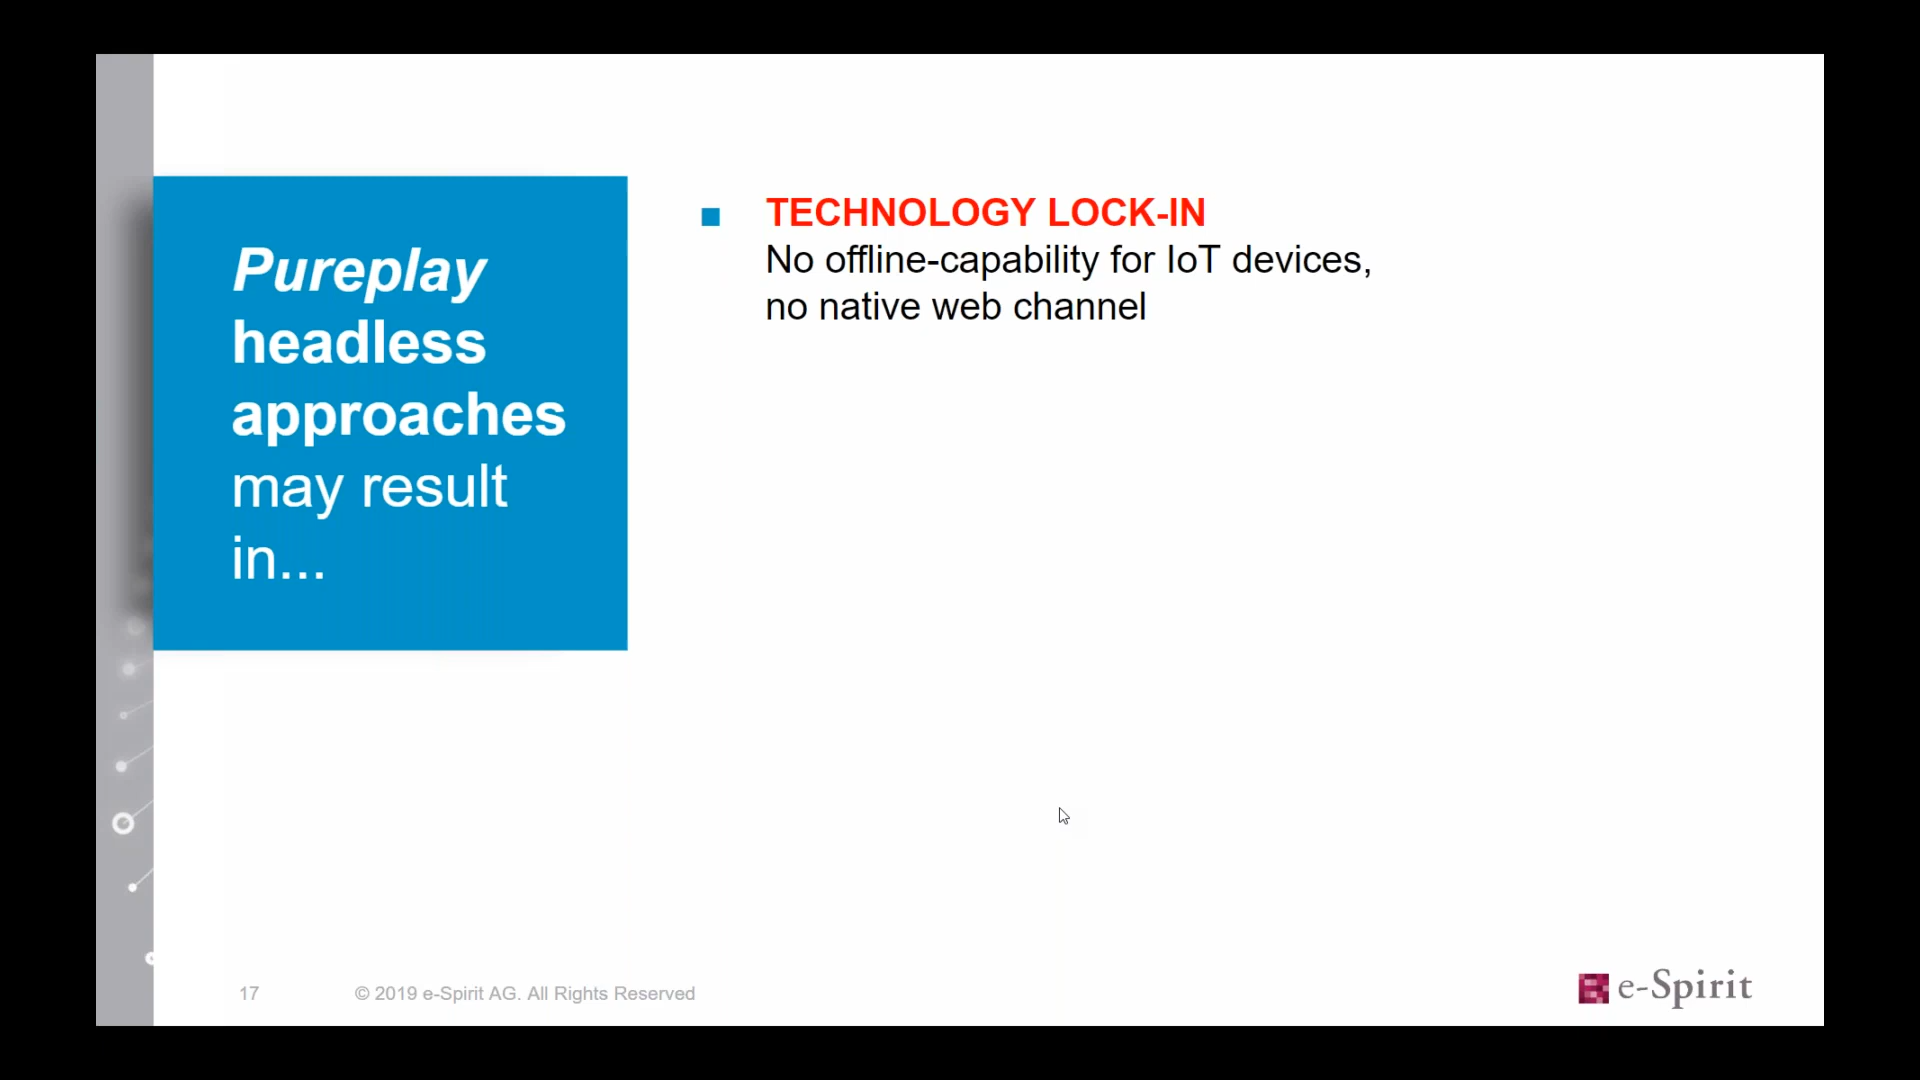 Pureplay
headless
approaches
may result
in...
TECHNOLOGY LOCK-IN
No offline-capability for IoT devices,
no native web channel
17
© 2019 e-Spirit AG. All Rights Reserved
e-Spirit